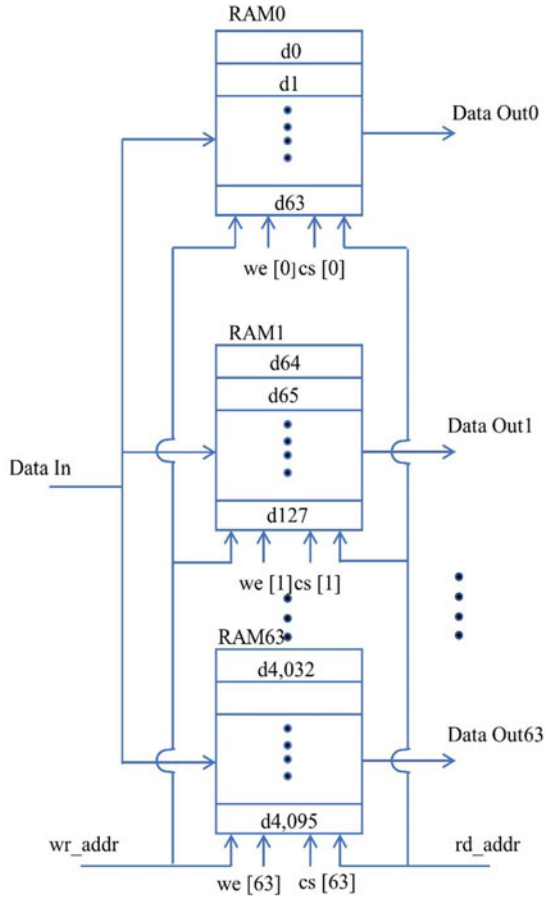 RAM0
d0
d1
Data Out0
d63
we [0] cs [0]
RAM1
d64
d65
Data Out1
Data In
d127
we [1] cs [1]
RAM63
d4,032
Data Out63
d4,095
wr_addr
rd_addr
we [63]
cs [63]